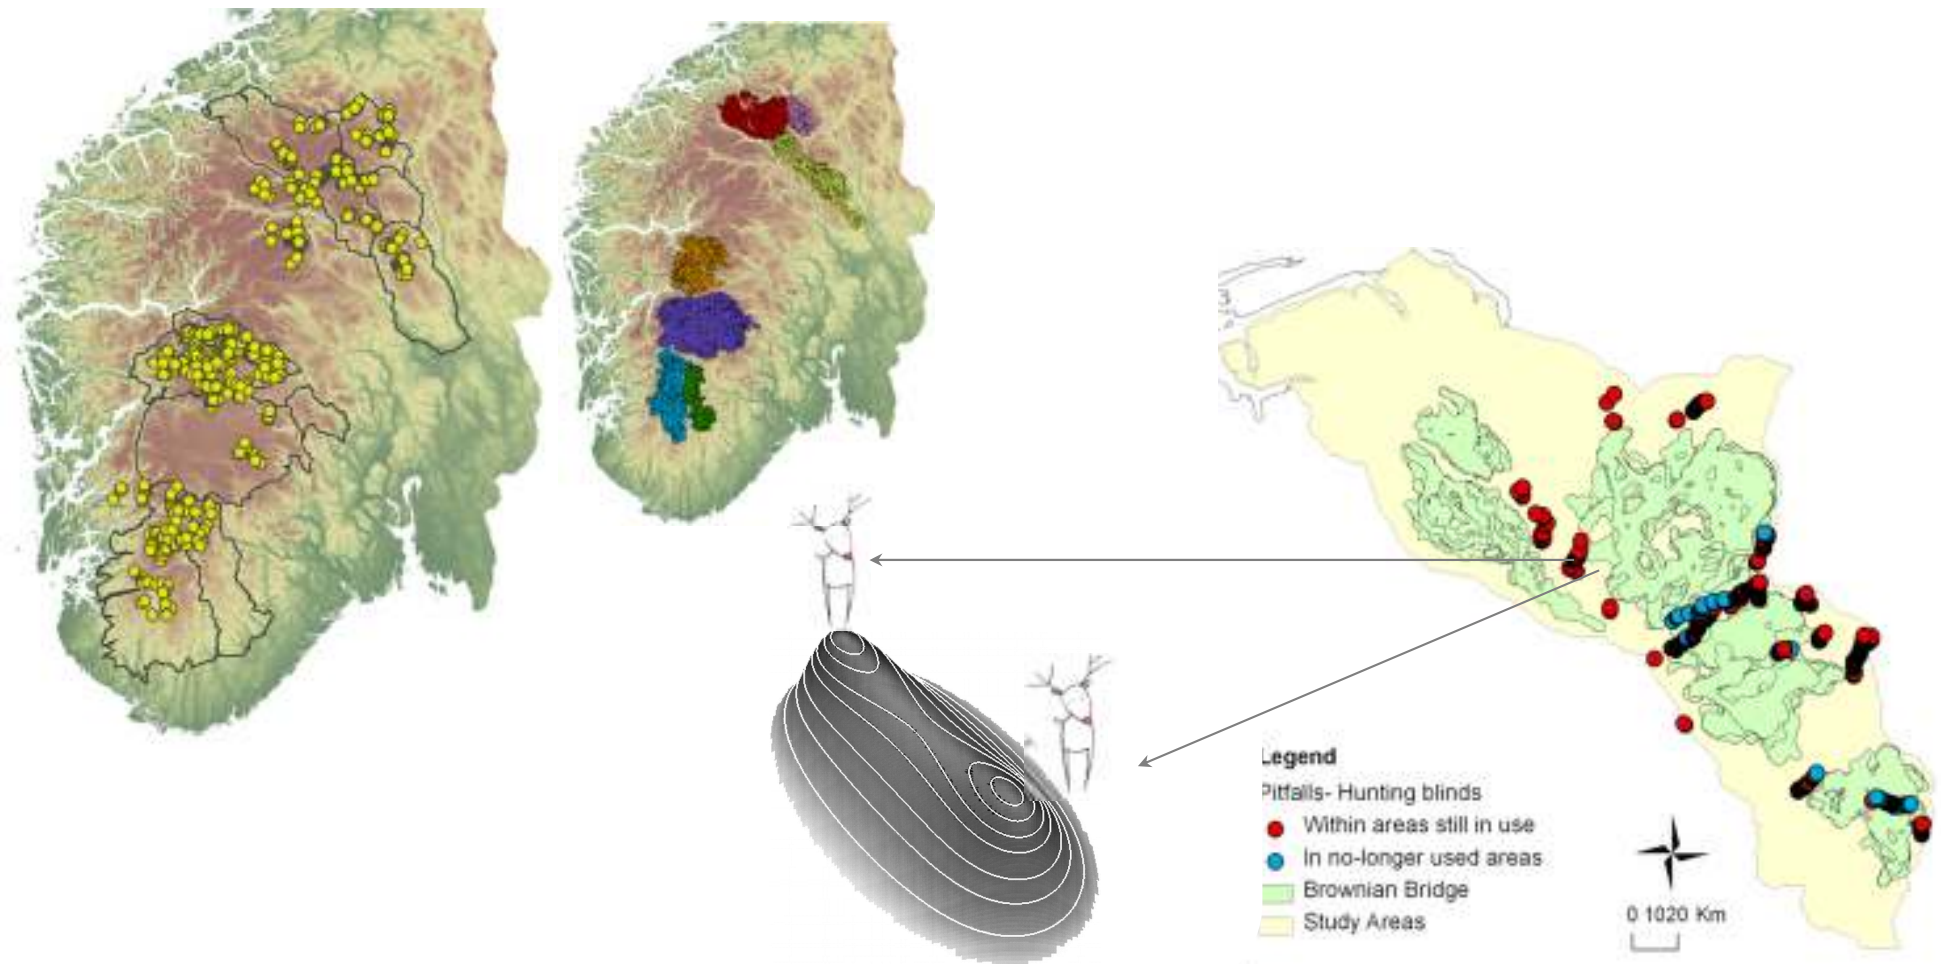 Legend
Pitfalls- Hunting blinds
Within areas still in use
In no-longer used areas
Brownian Bridge
Study Areas
0 1020 Km